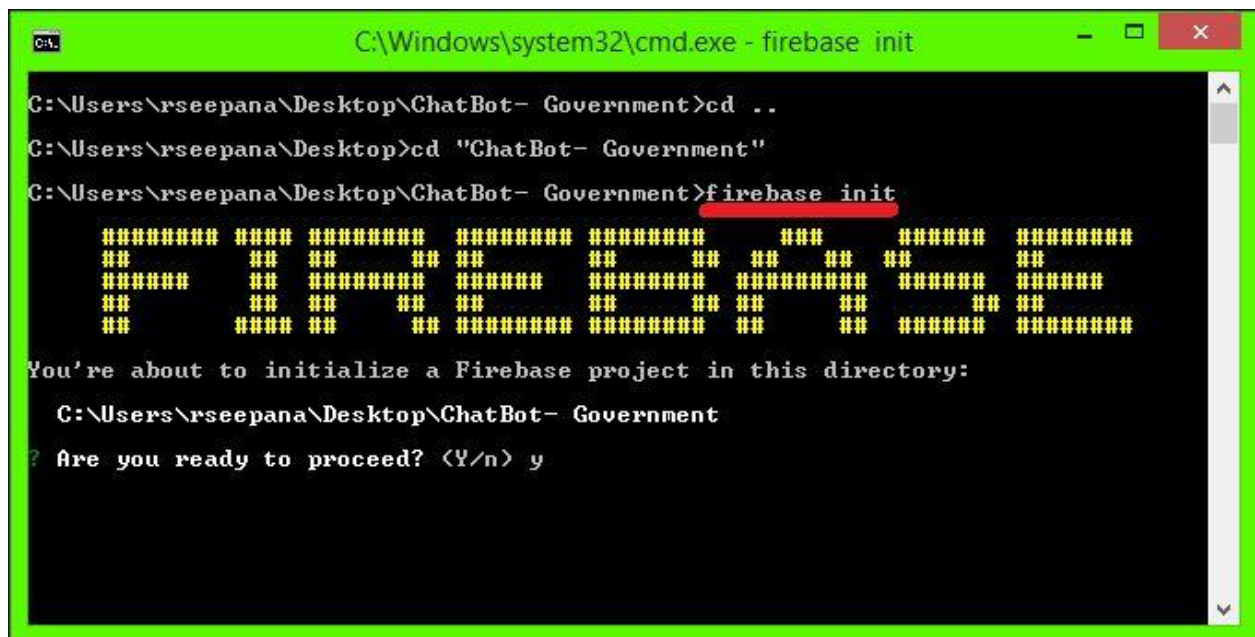 C:\Windows\system32\cmd.exe - firebase  init
C:\Users\rseepana\Desktop\ChatBot- Government>cd ..
C:\Users\rseepana\Desktop>cd "ChatBot- Government"
C:\Users\rseepana\Desktop\ChatBot- Government>firebase init
FIREBASE
You're about to initialize a Firebase project in this directory:
C:\Users\rseepana\Desktop\ChatBot- Government
? Are you ready to proceed? (Y/n) y